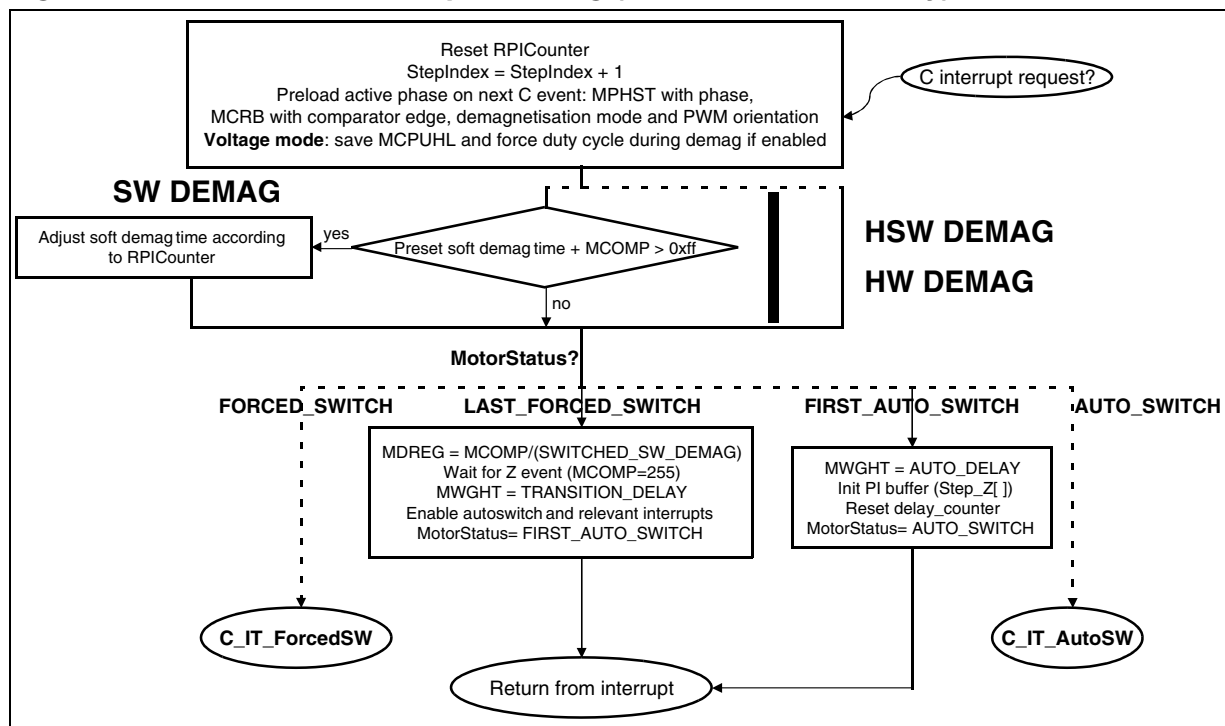 Reset RPICounter
StepIndex = StepIndex + 1
Preload active phase on next C event: MPHST with phase,
MCRB with comparator edge, demagnetisation mode and PWM orientation
Voltage mode: save MCPUHL and force duty cycle during demag if enabled
C interrupt request?
SW DEMAG
Adjust soft demag time according
to RPICounter
yes
Preset soft demag time + MCOMP > 0xff
no
HSW DEMAG
HW DEMAG
MotorStatus?
FORCED_SWITCH
LAST_FORCED_SWITCH
FIRST_AUTO_SWITCH
AUTO_SWITCH
MDREG = MCOMP/(SWITCHED_SW_DEMAG)
Wait for Z event (MCOMP=255)
MWGHT = TRANSITION_DELAY
Enable autoswitch and relevant interrupts
MotorStatus= FIRST_AUTO_SWITCH
MWGHT = AUTO_DELAY
Init PI buffer (Step_Z[ ])
Reset delay_counter
MotorStatus= AUTO_SWITCH
C_IT_ForcedSW
C_IT_AutoSW
Return from interrupt